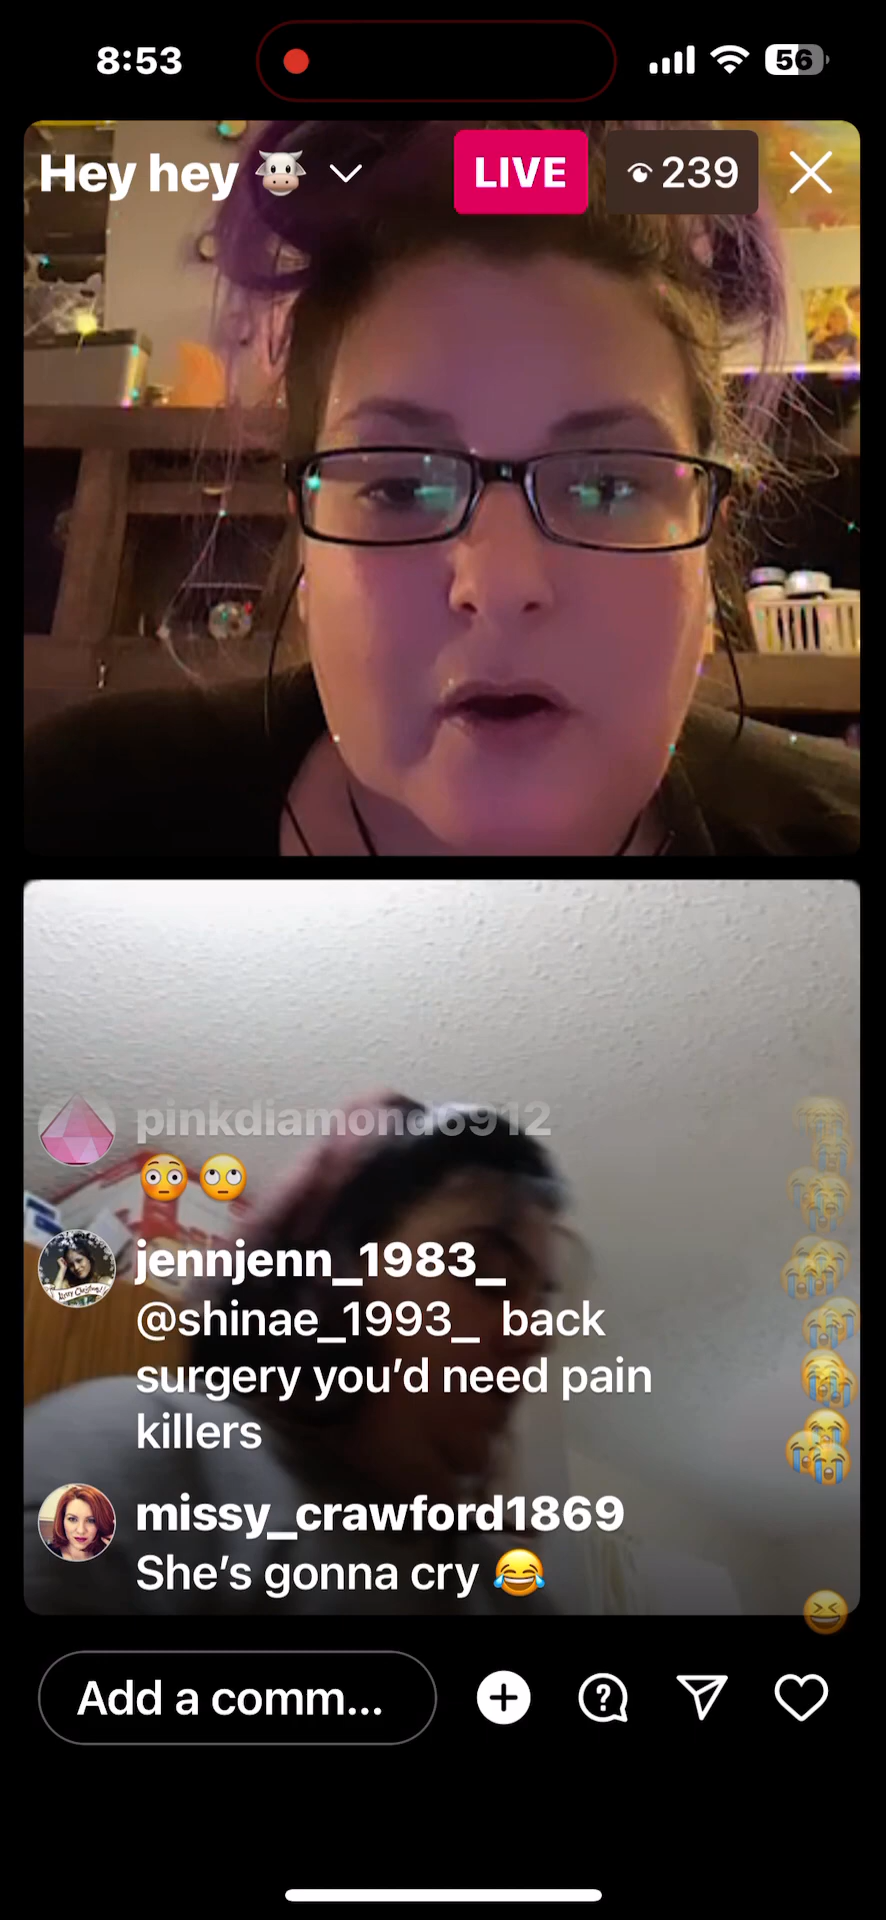 8:53
56
Hey hey 🐮
LIVE
239
pinkdiamond6912
😳 🙄
jennjenn_1983_
@shinae_1993_ back
surgery you'd need pain
killers
missy_crawford1869
She's gonna cry 😂
Add a comm...